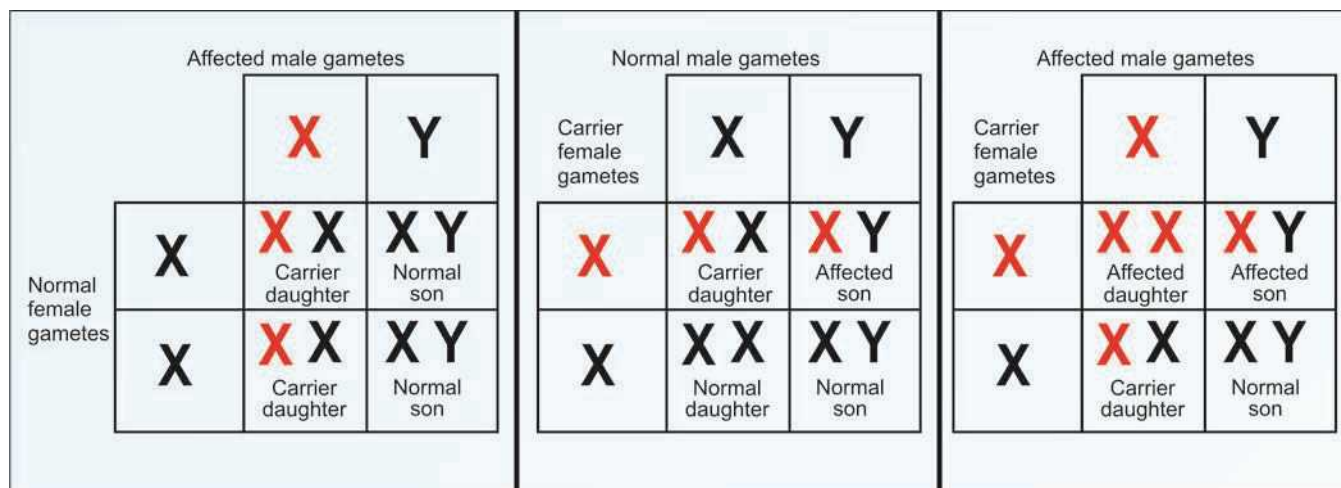 Affected male gametes
X Y
Normal
female
gametes
X
X X
Carrier
daughter
X Y
Normal
son
X
X X
Carrier
daughter
X Y
Normal
son
Normal male gametes
Carrier
female
gametes
X Y
X
X X
Carrier
daughter
X Y
Affected
son
X
X X
Normal
daughter
X Y
Normal
son
Affected male gametes
Carrier
female
gametes
X Y
X
X X
Affected
daughter
X Y
Affected
son
X
X X
Carrier
daughter
X Y
Normal
son